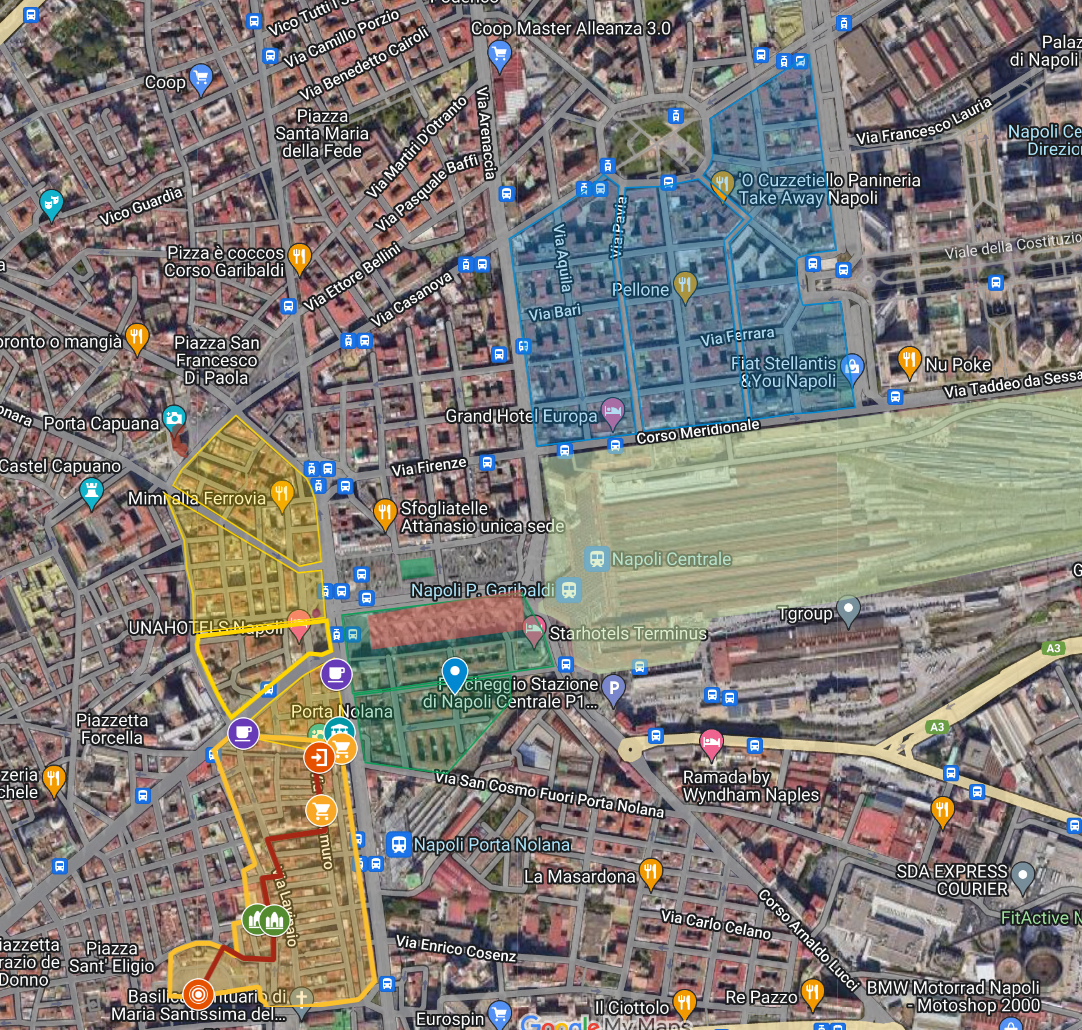 Vico Tutti I S
Coop Master Alleanza 3.0
Via Camillo Porzio
Via Benedetto Cairoli
Coop
Palaz
di Napoli
Piazza
Santa Maria
della Fede
Via Arenaccia
Via Martiri D'Otranto
Via Pasquale Baffi
Via Francesco Lauria
Napoli Ce
Direzion
'O Cuzzetiello Panineria
Take Away Napoli
Vico Guardia
Via Pavia
Via Aquila
Viale della Costituzio
Pizza è coccos
Corso Garibaldi
Via Ettore Bellini
Via Casanova
Pellone
Via Bari
Via Ferrara
oronto o mangià
Piazza San
Francesco
Di Paola
Fiat Stellantis
&You Napoli
Nu Poke
Via Taddeo da Sessa
Grand Hotel Europa
Corso Meridionale
onara
Porta Capuana
Castel Capuano
Via Firenze
Mimì alla Ferrovia
Sfogliatelle
Attanasio unica sede
Napoli Centrale
Napoli P. Garibaldi
Tgroup
UNAHOTELS Napoli
Starhotels Terminus
A3
Parcheggio Stazione
di Napoli Centrale P1...
Piazzetta
Forcella
Porta Nolana
A3
zeria
chele
Ramada by
Wyndham Naples
Via San Cosmo Fuori Porta Nolana
Napoli Porta Nolana
muro
La Masardona
SDA EXPRESS
COURIER
Via Lavinaio
FitActive N
Via Carlo Celano
Corso Arnaldo Lucci
iazzetta
razio de
Donno
Piazza
Sant' Eligio
Via Enrico Cosenz
Basilica Santuario di
Maria Santissima del...
Il Ciottolo
Re Pazzo
BMW Motorrad Napoli
- Motoshop 2000
Eurospin
Google My Maps